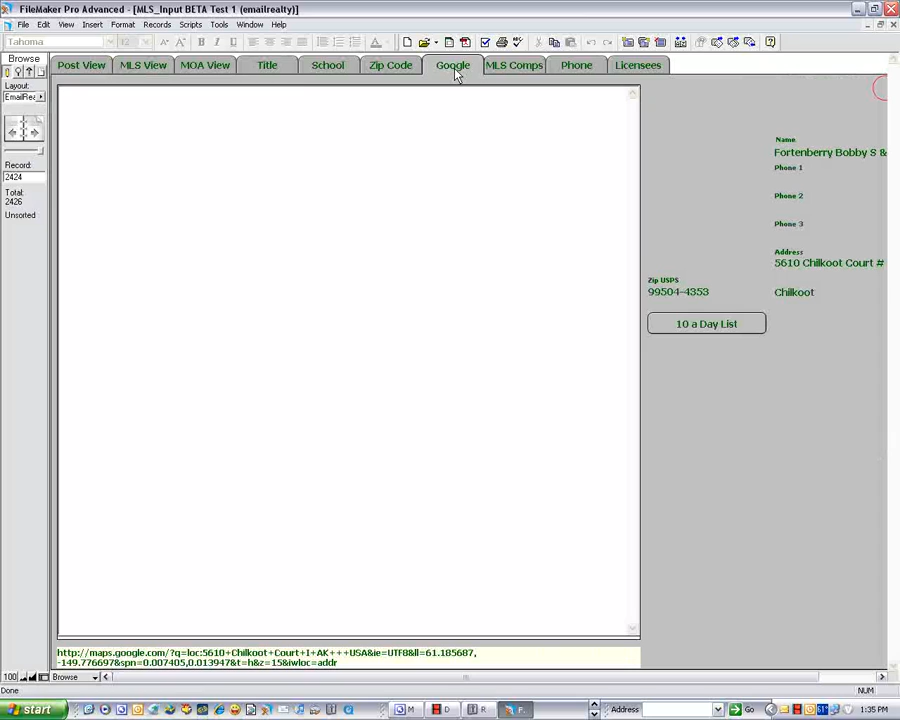 FileMaker Pro Advanced - [MLS_Input BETA Test 1 (emailrealty)]
File Edit View Insert Format Records Scripts Tools Window Help
Tahoma 12
Browse
Post View MLS View MOA View Title School Zip Code Google MLS Comps Phone Licensees
Layout:
EmailRea
Record:
2424
Total:
2426
Unsorted
Name
Fortenberry Bobby S &
Phone 1
Phone 2
Phone 3
Address
5610 Chilkoot Court #
Zip USPS
99504-4353
Chilkoot
10 a Day List
http://maps.google.com/?q=loc:5610+Chilkoot+Court+I+AK+++USA&ie=UTF8&ll=61.185687,
-149.776697&spn=0.007405,0.013947&t=h&z=15&iwloc=addr
100 Browse
Done NUM
start M D R F. Address Go 61° 1:35 PM